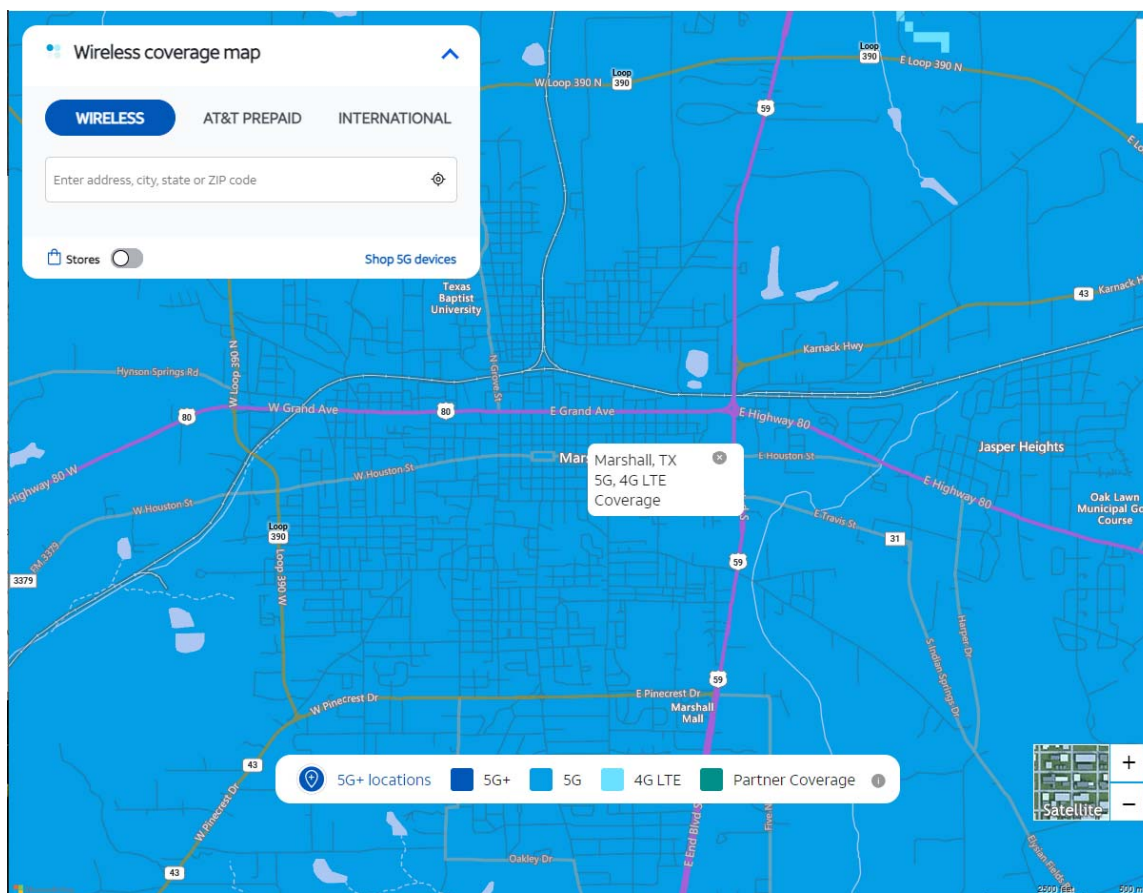 Wireless coverage map
WIRELESS
AT&T PREPAID
INTERNATIONAL
Enter address, city, state or ZIP code
Stores
Shop 5G devices
Loop
390
W Loop 390 N
Loop
390
E Loop 390 N
59
Texas
Baptist
University
43
Karnack Hwy
N Grove St
Hynson Springs Rd
W Loop 390 N
80
W Grand Ave
80
E Grand Ave
E Highway 80
Highway 80 W
W Houston St
W Houston St
E Houston St
Marshall, TX
5G, 4G LTE
Coverage
Jasper Heights
E Highway 80
Oak Lawn
Municipal
Course
Loop
390
Loop 390 W
FM 3379
3379
E Travis St
31
59
Harper Dr
S Indian Springs Dr
59
W Pinecrest Dr
E Pinecrest Dr
Marshall
Mall
43
W Pinecrest Dr
5G+ locations
5G+
5G
4G LTE
Partner Coverage
Satellite
+
−
E End Blvd S
Oakley Dr
43
2500 feet
500 m